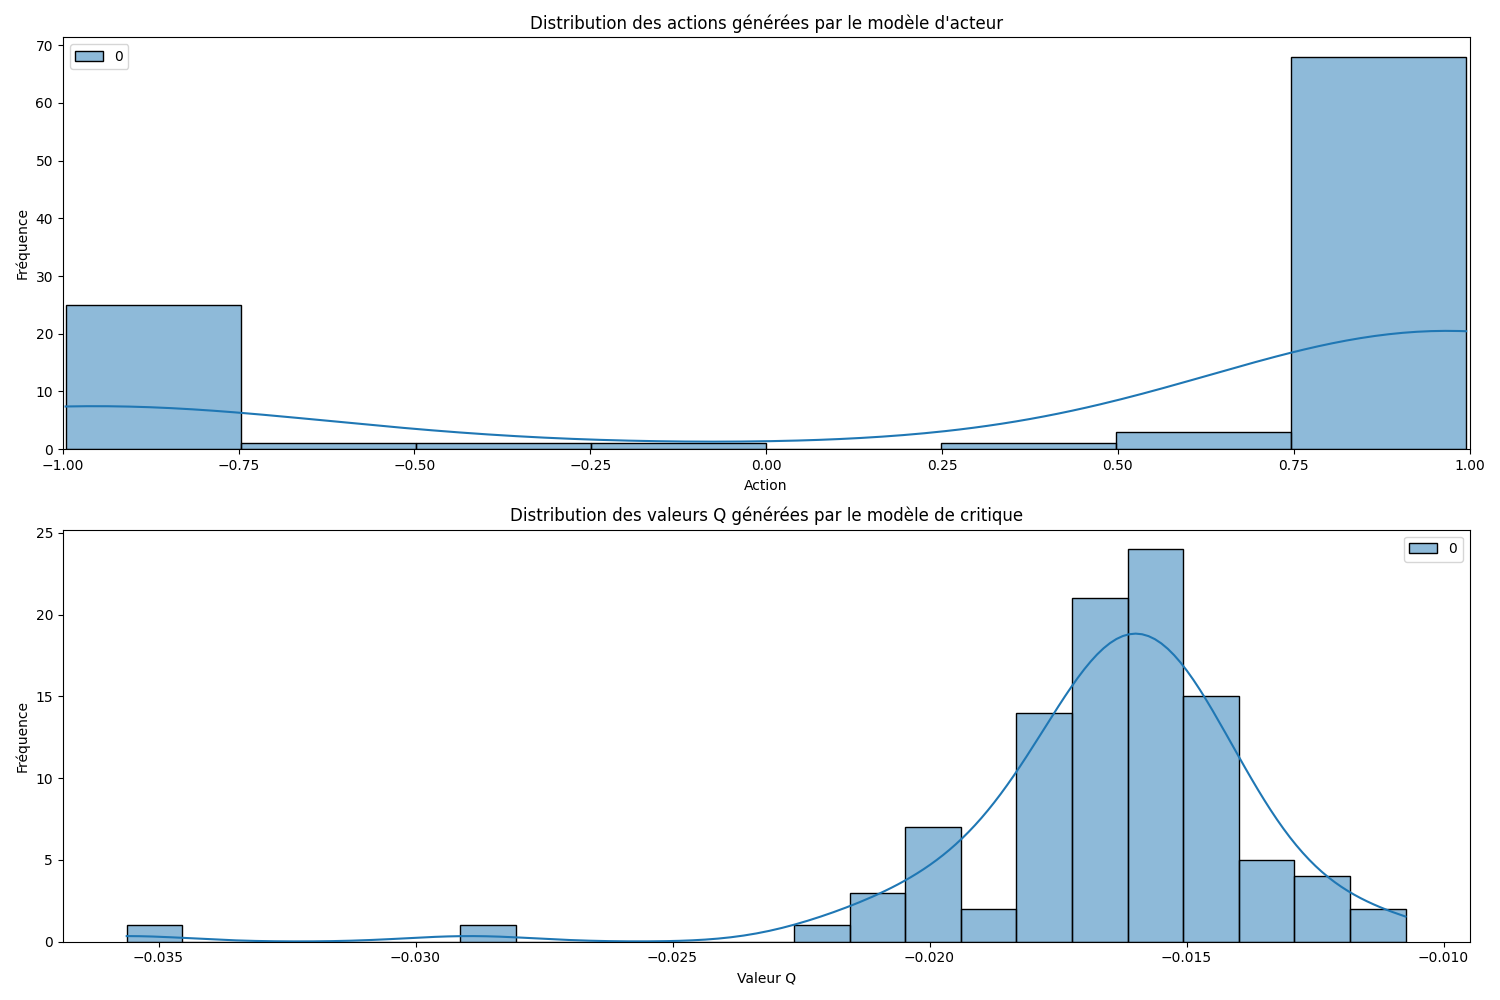 Distribution des actions générées par le modèle d'acteur
0
70
60
50
40
30
20
10
0
Fréquence
−1.00 −0.75 −0.50 −0.25 0.00 0.25 0.50 0.75 1.00
Action
Distribution des valeurs Q générées par le modèle de critique
0
25
20
15
10
5
0
Fréquence
−0.035 −0.030 −0.025 −0.020 −0.015 −0.010
Valeur Q